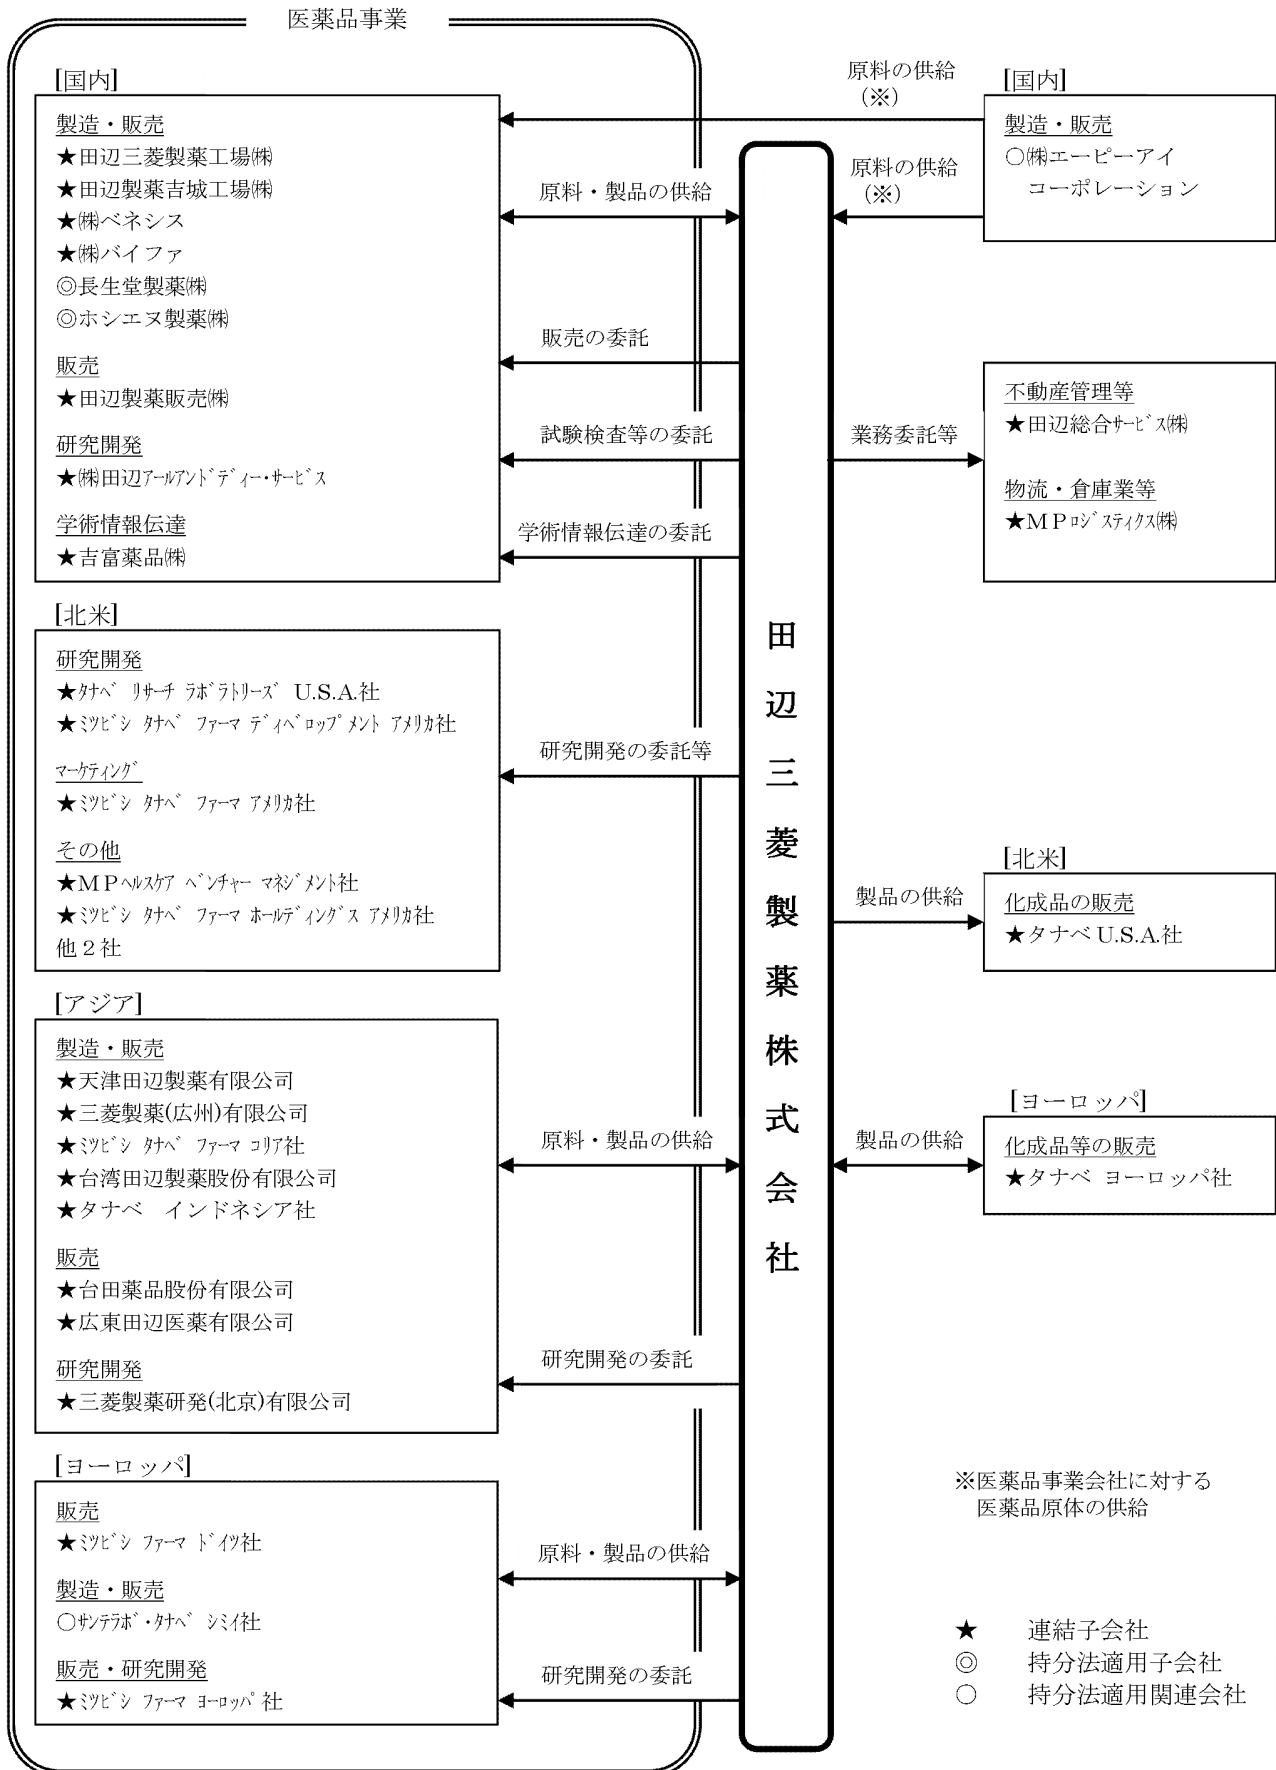 医薬品事業
[国内]
製造・販売
★田辺三菱製薬工場㈱
★田辺製薬吉城工場㈱
★㈱ベネシス
★㈱バイファ
◎長生堂製薬㈱
◎ホシエヌ製薬㈱
販売
★田辺製薬販売㈱
研究開発
★㈱田辺ｱｰﾙｱﾝﾄﾞﾃﾞｨｰ・ｻｰﾋﾞｽ
学術情報伝達
★吉富薬品㈱
[北米]
研究開発
★ﾀﾅﾍﾞ ﾘｻｰﾁ ﾗﾎﾞﾗﾄﾘｰｽﾞ U.S.A.社
★ﾐﾂﾋﾞｼ ﾀﾅﾍﾞ ﾌｧｰﾏ ﾃﾞｨﾍﾞﾛｯﾌﾟﾒﾝﾄ ｱﾒﾘｶ社
ﾏｰｹﾃｨﾝｸﾞ
★ﾐﾂﾋﾞｼ ﾀﾅﾍﾞ ﾌｧｰﾏ ｱﾒﾘｶ社
その他
★ＭＰﾍﾙｽｹｱ ﾍﾞﾝﾁｬｰ ﾏﾈｼﾞﾒﾝﾄ社
★ﾐﾂﾋﾞｼ ﾀﾅﾍﾞ ﾌｧｰﾏ ﾎｰﾙﾃﾞｨﾝｸﾞｽ ｱﾒﾘｶ社
他２社
[アジア]
製造・販売
★天津田辺製薬有限公司
★三菱製薬(広州)有限公司
★ﾐﾂﾋﾞｼ ﾀﾅﾍﾞ ﾌｧｰﾏ ｺﾘｱ社
★台湾田辺製薬股份有限公司
★タナベ　インドネシア社
販売
★台田薬品股份有限公司
★広東田辺医薬有限公司
研究開発
★三菱製薬研発(北京)有限公司
[ヨーロッパ]
販売
★ﾐﾂﾋﾞｼ ﾌｧｰﾏ ﾄﾞｲﾂ社
製造・販売
○ｻﾝﾃﾗﾎﾞ・ﾀﾅﾍﾞ ｼﾐｲ社
販売・研究開発
★ﾐﾂﾋﾞｼ ﾌｧｰﾏ ﾖｰﾛｯﾊﾟ社
原料・製品の供給
販売の委託
試験検査等の委託
学術情報伝達の委託
研究開発の委託等
原料・製品の供給
研究開発の委託
原料・製品の供給
研究開発の委託
田辺三菱製薬株式会社
原料の供給
(※)
原料の供給
(※)
業務委託等
製品の供給
製品の供給
[国内]
製造・販売
○㈱エーピーアイ
コーポレーション
不動産管理等
★田辺総合ｻｰﾋﾞｽ㈱
物流・倉庫業等
★ＭＰﾛｼﾞｽﾃｨｸｽ㈱
[北米]
化成品の販売
★タナベ U.S.A.社
[ヨーロッパ]
化成品等の販売
★タナベ ヨーロッパ社
※医薬品事業会社に対する
医薬品原体の供給
★ 連結子会社
◎ 持分法適用子会社
○ 持分法適用関連会社